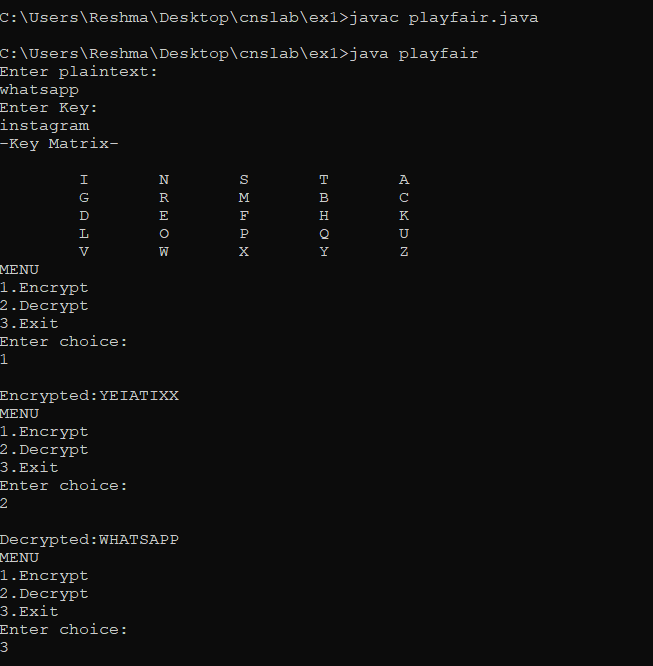 C:\Users\Reshma\Desktop\cnslab\ex1>javac playfair.java
C:\Users\Reshma\Desktop\cnslab\ex1>java playfair
Enter plaintext:
whatsapp
Enter Key:
instagram
-Key Matrix-
I N S T A
G R M B C
D E F H K
L O P Q U
V W X Y Z
MENU
1.Encrypt
2.Decrypt
3.Exit
Enter choice:
1
Encrypted:YEIATIXX
MENU
1.Encrypt
2.Decrypt
3.Exit
Enter choice:
2
Decrypted:WHATSAPP
MENU
1.Encrypt
2.Decrypt
3.Exit
Enter choice:
3